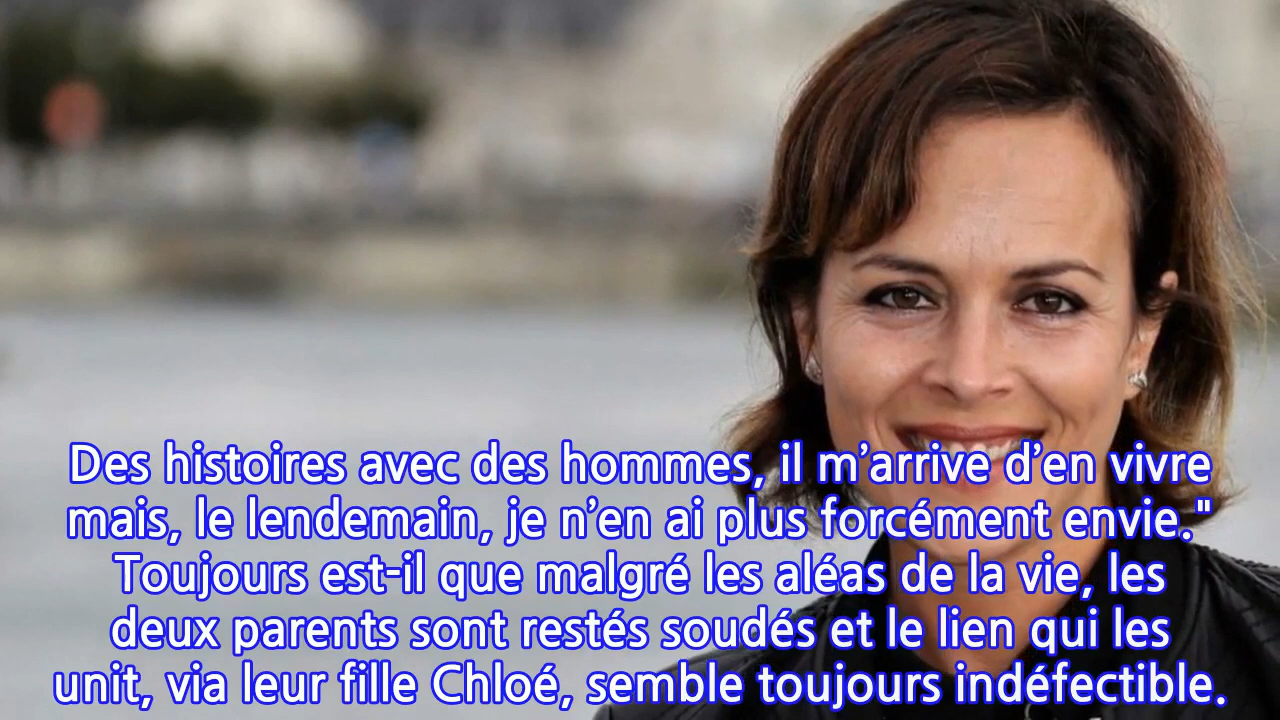 Des histoires avec des hommes, il m’arrive d’en vivre
mais, le lendemain, je n’en ai plus forcément envie."
Toujours est-il que malgré les aléas de la vie, les
deux parents sont restés soudés et le lien qui les
unit, via leur fille Chloé, semble toujours indéfectible.